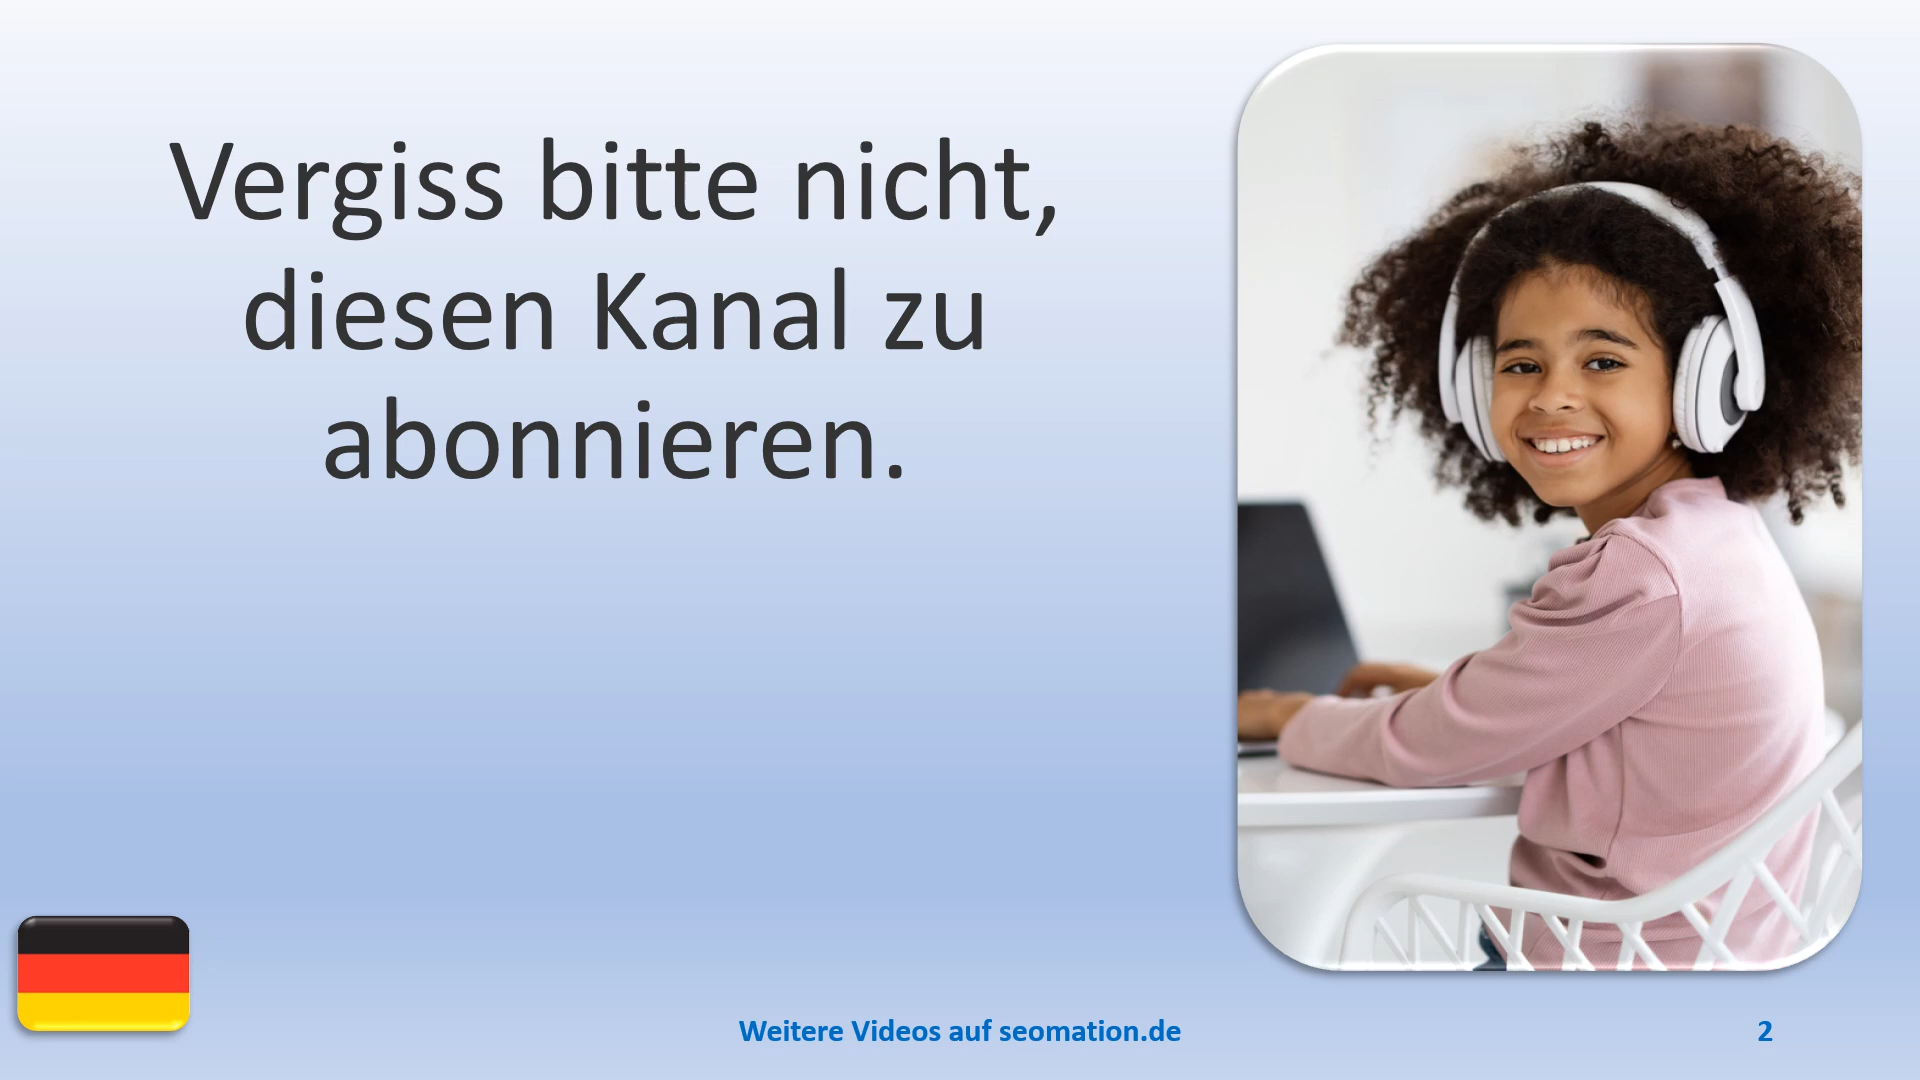 Vergiss bitte nicht,
diesen Kanal zu
abonnieren.
Weitere Videos auf seomation.de
2